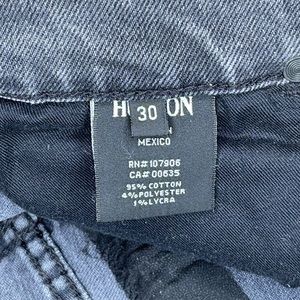 30
MEXICO
RN#107906
CA# 00635
95% COTTON
4% POLYESTER
1% LYCRA